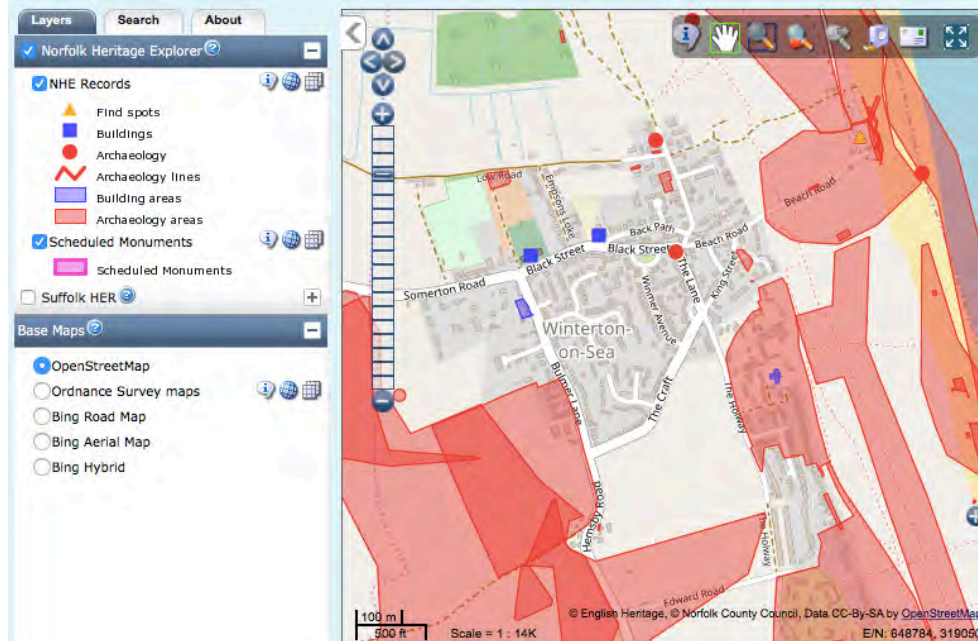 Layers Search About
Norfolk Heritage Explorer ?
NHE Records
Find spots
Buildings
Archaeology
Archaeology lines
Building areas
Archaeology areas
Scheduled Monuments
Scheduled Monuments
Suffolk HER ?
Base Maps ?
OpenStreetMap
Ordnance Survey maps
Bing Road Map
Bing Aerial Map
Bing Hybrid
Low Road
Empsons Loke
Beach Road
Back Path
Black Street
Black Street
Beach Road
Somerton Road
The Lane
King Street
Winmer Avenue
Winterton-
on-Sea
Bulmer Lane
The Craft
The Holway
Hemsby Road
The Holway
Edward Road
100 m
500 ft
Scale = 1 : 14K
© English Heritage, © Norfolk County Council, Data CC-By-SA by OpenStreetMap
E/N: 648784, 319050